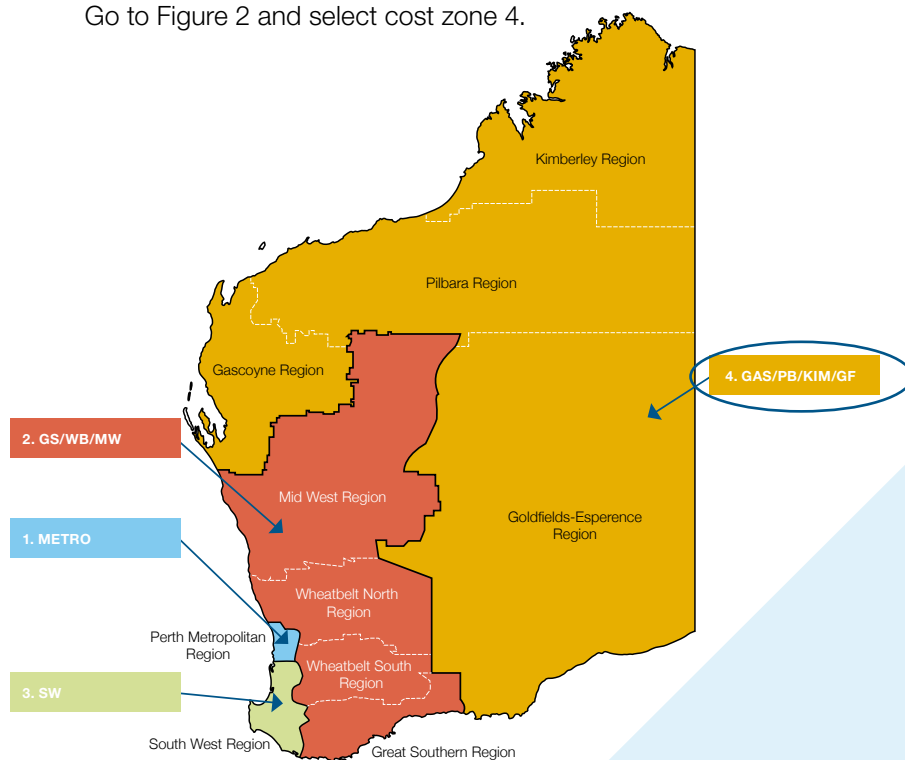 Go to Figure 2 and select cost zone 4.
Kimberley Region
Pilbara Region
Gascoyne Region
4. GAS/PB/KIM/GF
2. GS/WB/MW
Mid West Region
Goldfields-Esperence
Region
1. METRO
Wheatbelt North
Region
Perth Metropolitan
Region
Wheatbelt South
Region
3. SW
South West Region
Great Southern Region